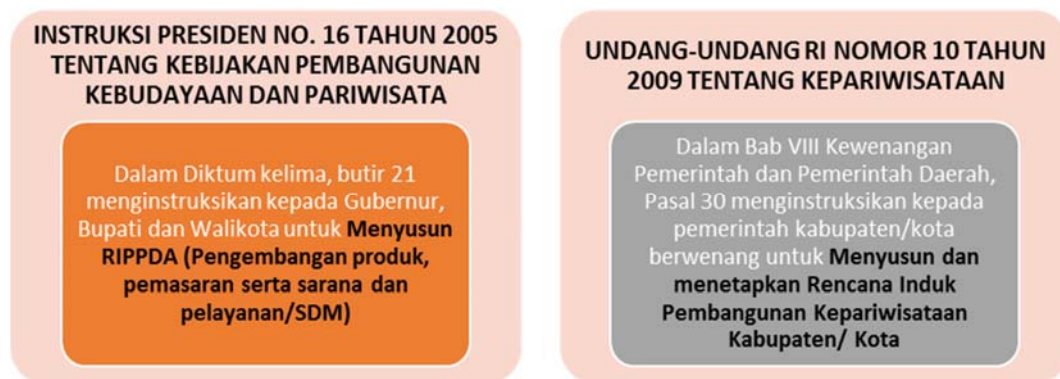 INSTRUKSI PRESIDEN NO. 16 TAHUN 2005
TENTANG KEBIJAKAN PEMBANGUNAN
KEBUDAYAAN DAN PARIWISATA
Dalam Diktum kelima, butir 21
menginstruksikan kepada Gubernur,
Bupati dan Walikota untuk Menyusun
RIPPDA (Pengembangan produk,
pemasaran serta sarana dan
pelayanan/SDM)
UNDANG-UNDANG RI NOMOR 10 TAHUN
2009 TENTANG KEPARIWISATAAN
Dalam Bab VIII Kewenangan
Pemerintah dan Pemerintah Daerah,
Pasal 30 menginstruksikan kepada
pemerintah kabupaten/kota
berwenang untuk Menyusun dan
menetapkan Rencana Induk
Pembangunan Kepariwisataan
Kabupaten/ Kota